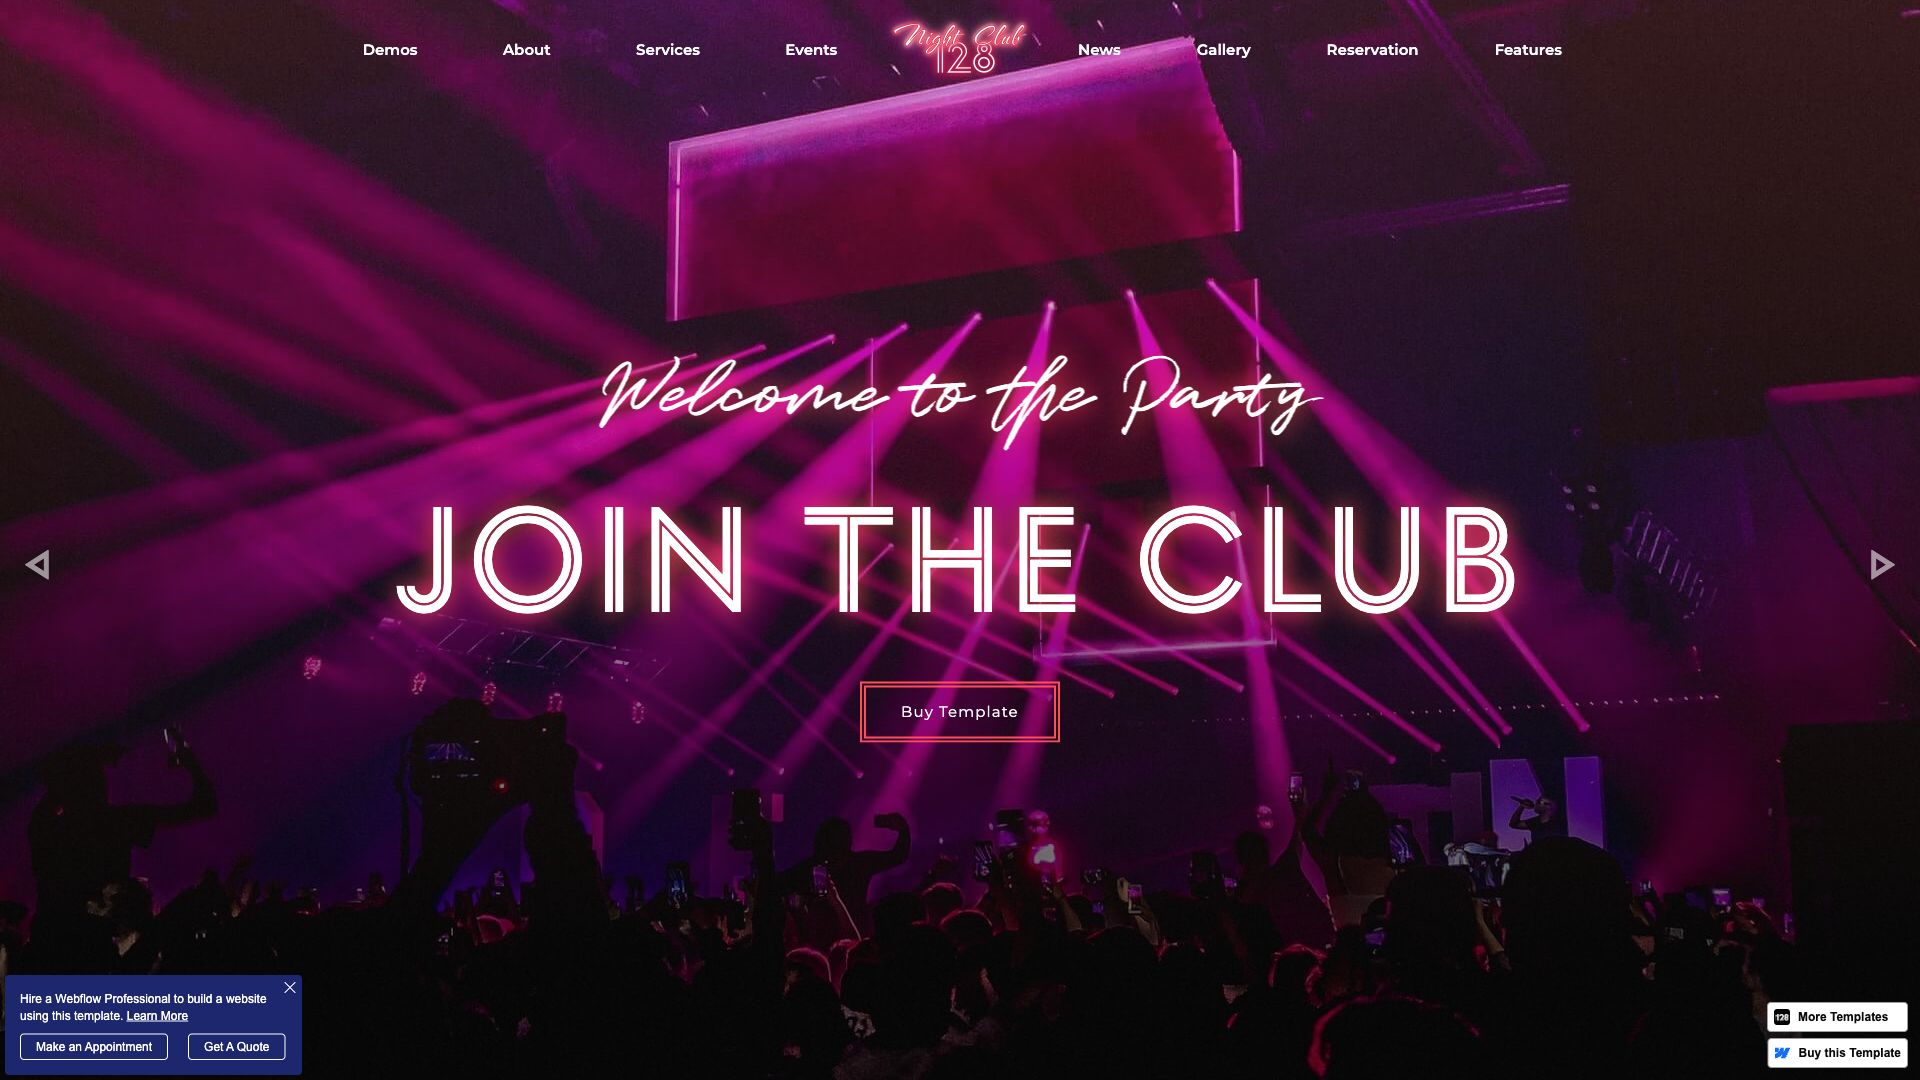 Demos
About
Services
Events
Night Club
128
News
Gallery
Reservation
Features
Welcome to the Party
JOIN THE CLUB
Buy Template
Hire a Webflow Professional to build a website
using this template. Learn More
Make an Appointment
Get A Quote
128 More Templates
Buy this Template